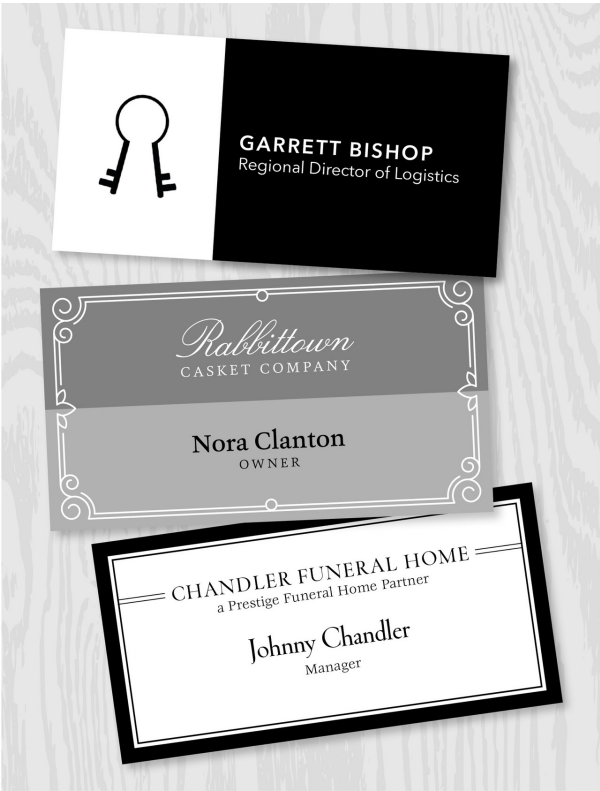 GARRETT BISHOP
Regional Director of Logistics
Rabbittown
CASKET COMPANY
Nora Clanton
OWNER
CHANDLER FUNERAL HOME
a Prestige Funeral Home Partner
Johnny Chandler
Manager